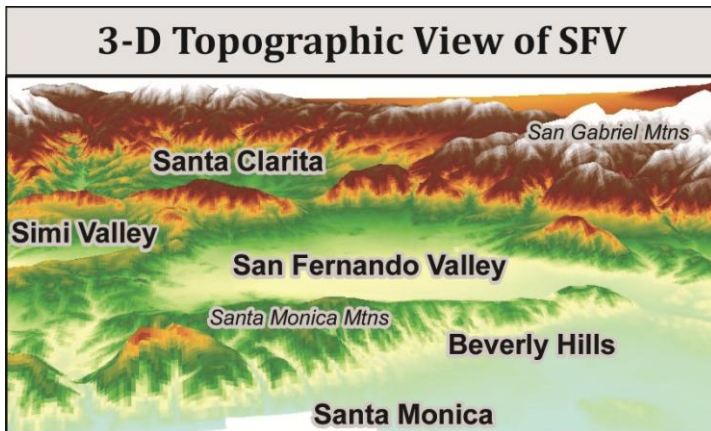 3-D Topographic View of SFV
San Gabriel Mtns
Santa Clarita
Simi Valley
San Fernando Valley
Santa Monica Mtns
Beverly Hills
Santa Monica